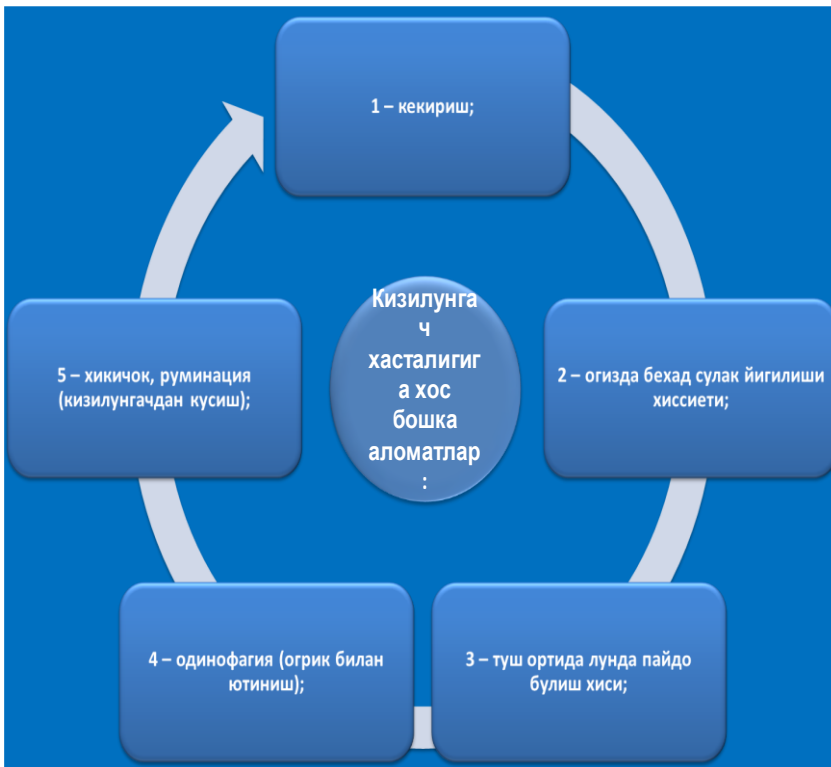 1 – кекириш;
2 – огизда бехад сулак йигилиши
хиссиети;
3 – туш ортида лунда пайдо
булиш хиси;
4 – одинофагия (огрик билан
ютиниш);
5 – хикичок, руминация
(кизилунгачдан кусиш);
Кизилунга
ч
хасталигиг
а хос
бошка
аломатлар
: